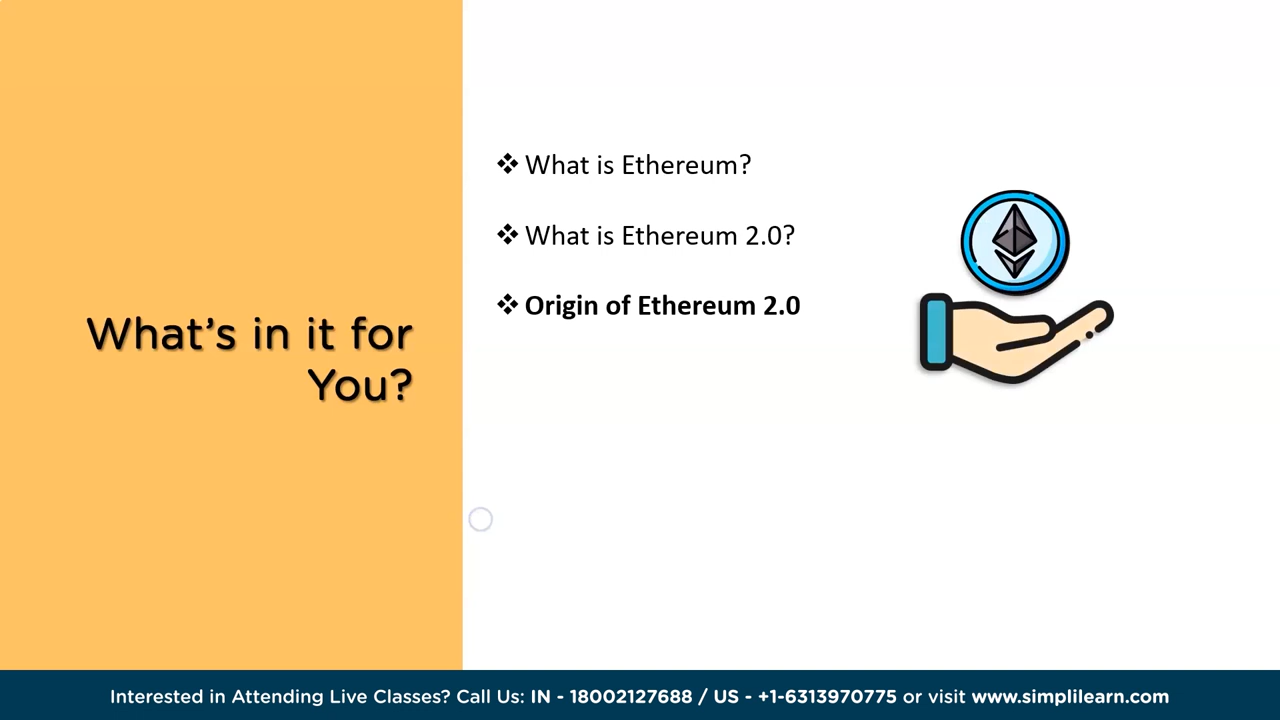 What's in it for
You?
❖ What is Ethereum?
❖ What is Ethereum 2.0?
❖ Origin of Ethereum 2.0
Interested in Attending Live Classes? Call Us: IN - 18002127688 / US - +1-6313970775 or visit www.simplilearn.com